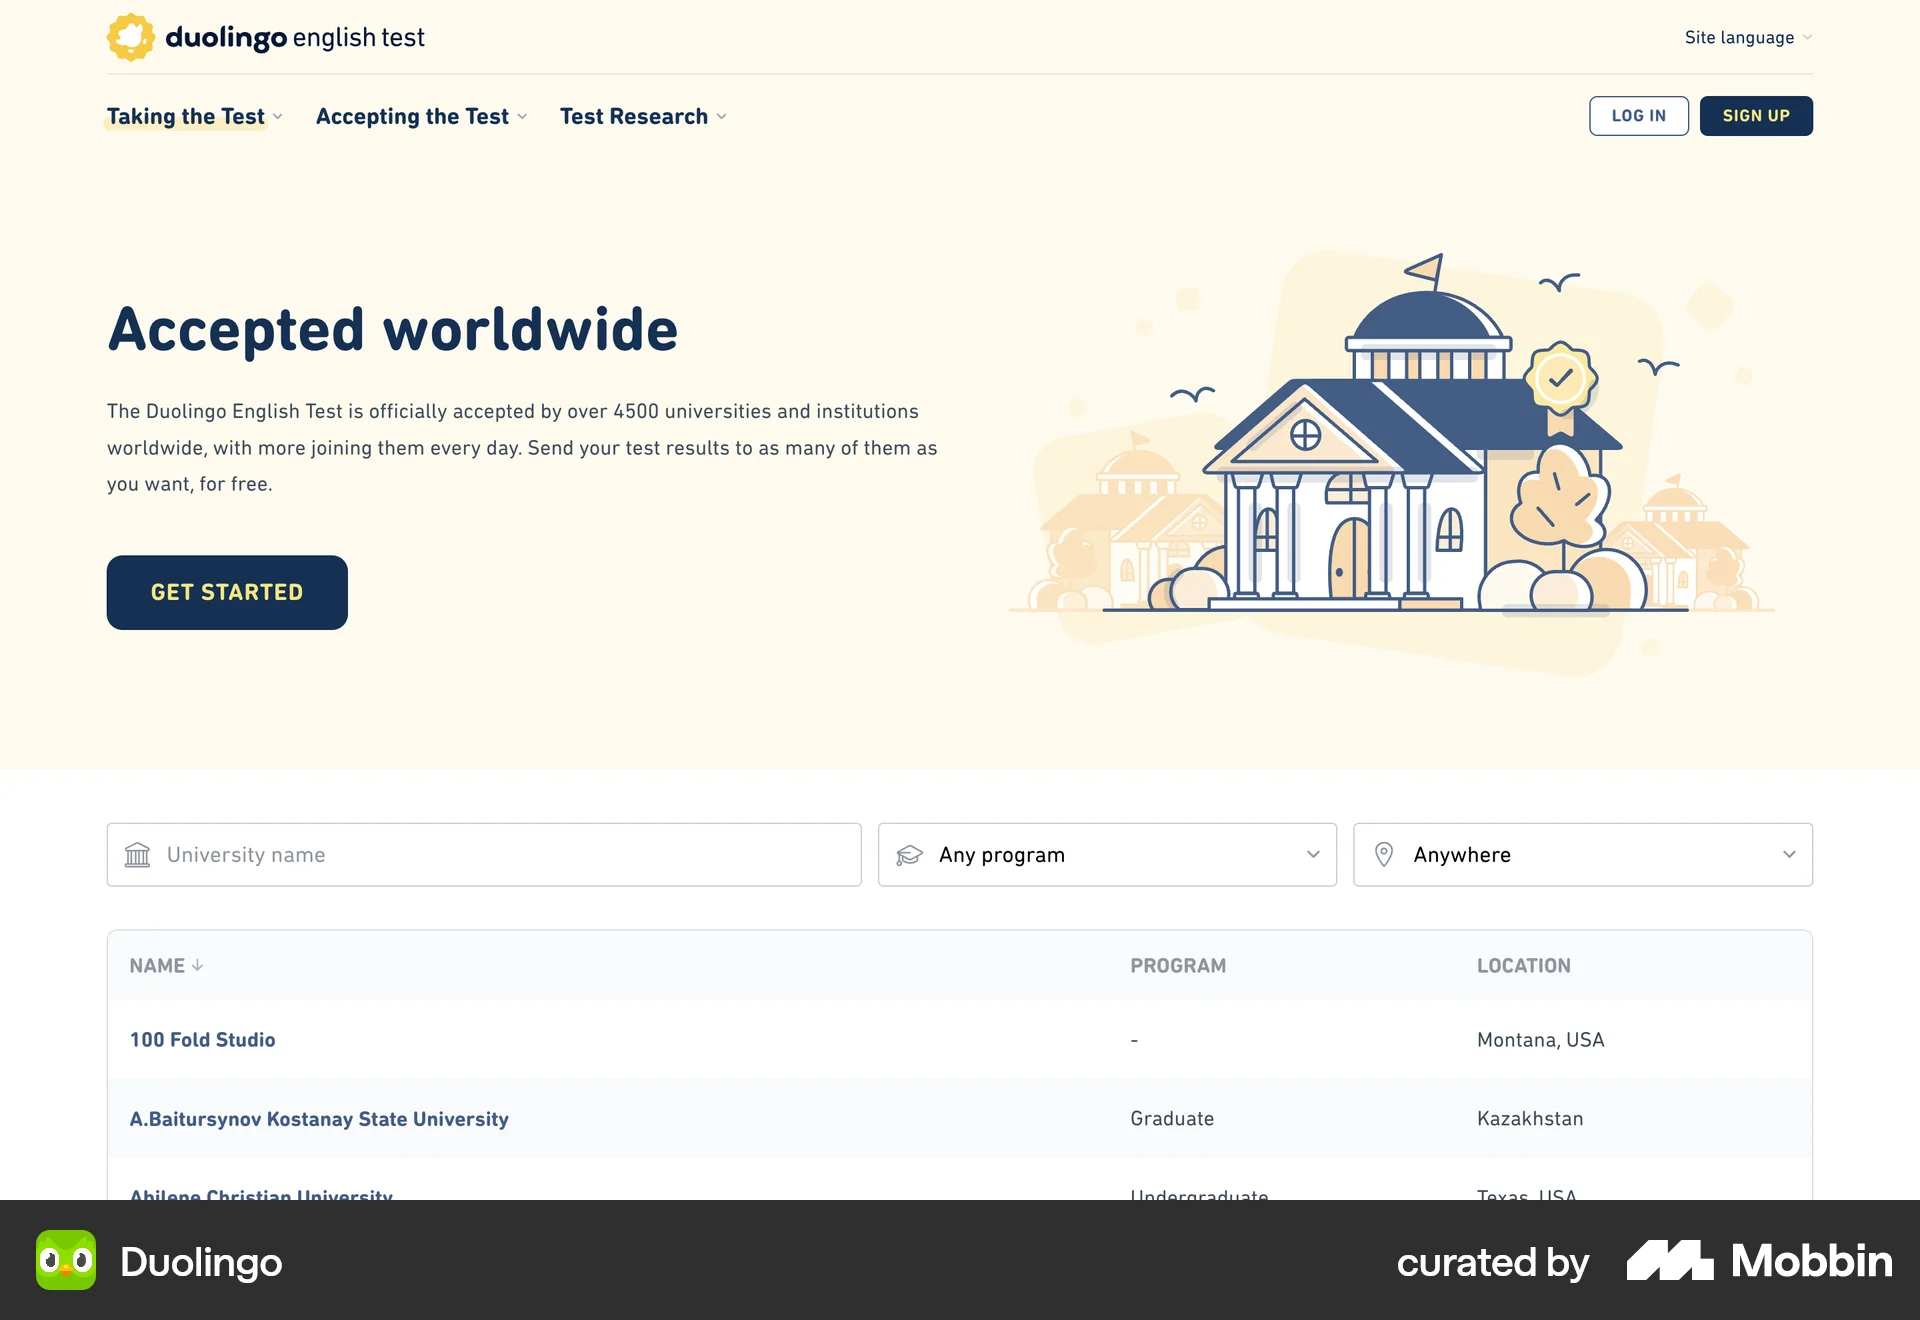 duolingo english test
Site language
Taking the Test
Accepting the Test
Test Research
LOG IN
SIGN UP
Accepted worldwide
The Duolingo English Test is officially accepted by over 4500 universities and institutions
worldwide, with more joining them every day. Send your test results to as many of them as
you want, for free.
GET STARTED
University name
Any program
Anywhere
NAME
PROGRAM
LOCATION
100 Fold Studio
-
Montana, USA
A.Baitursynov Kostanay State University
Graduate
Kazakhstan
Abilene Christian University
Undergraduate
Texas, USA
Duolingo
curated by
Mobbin